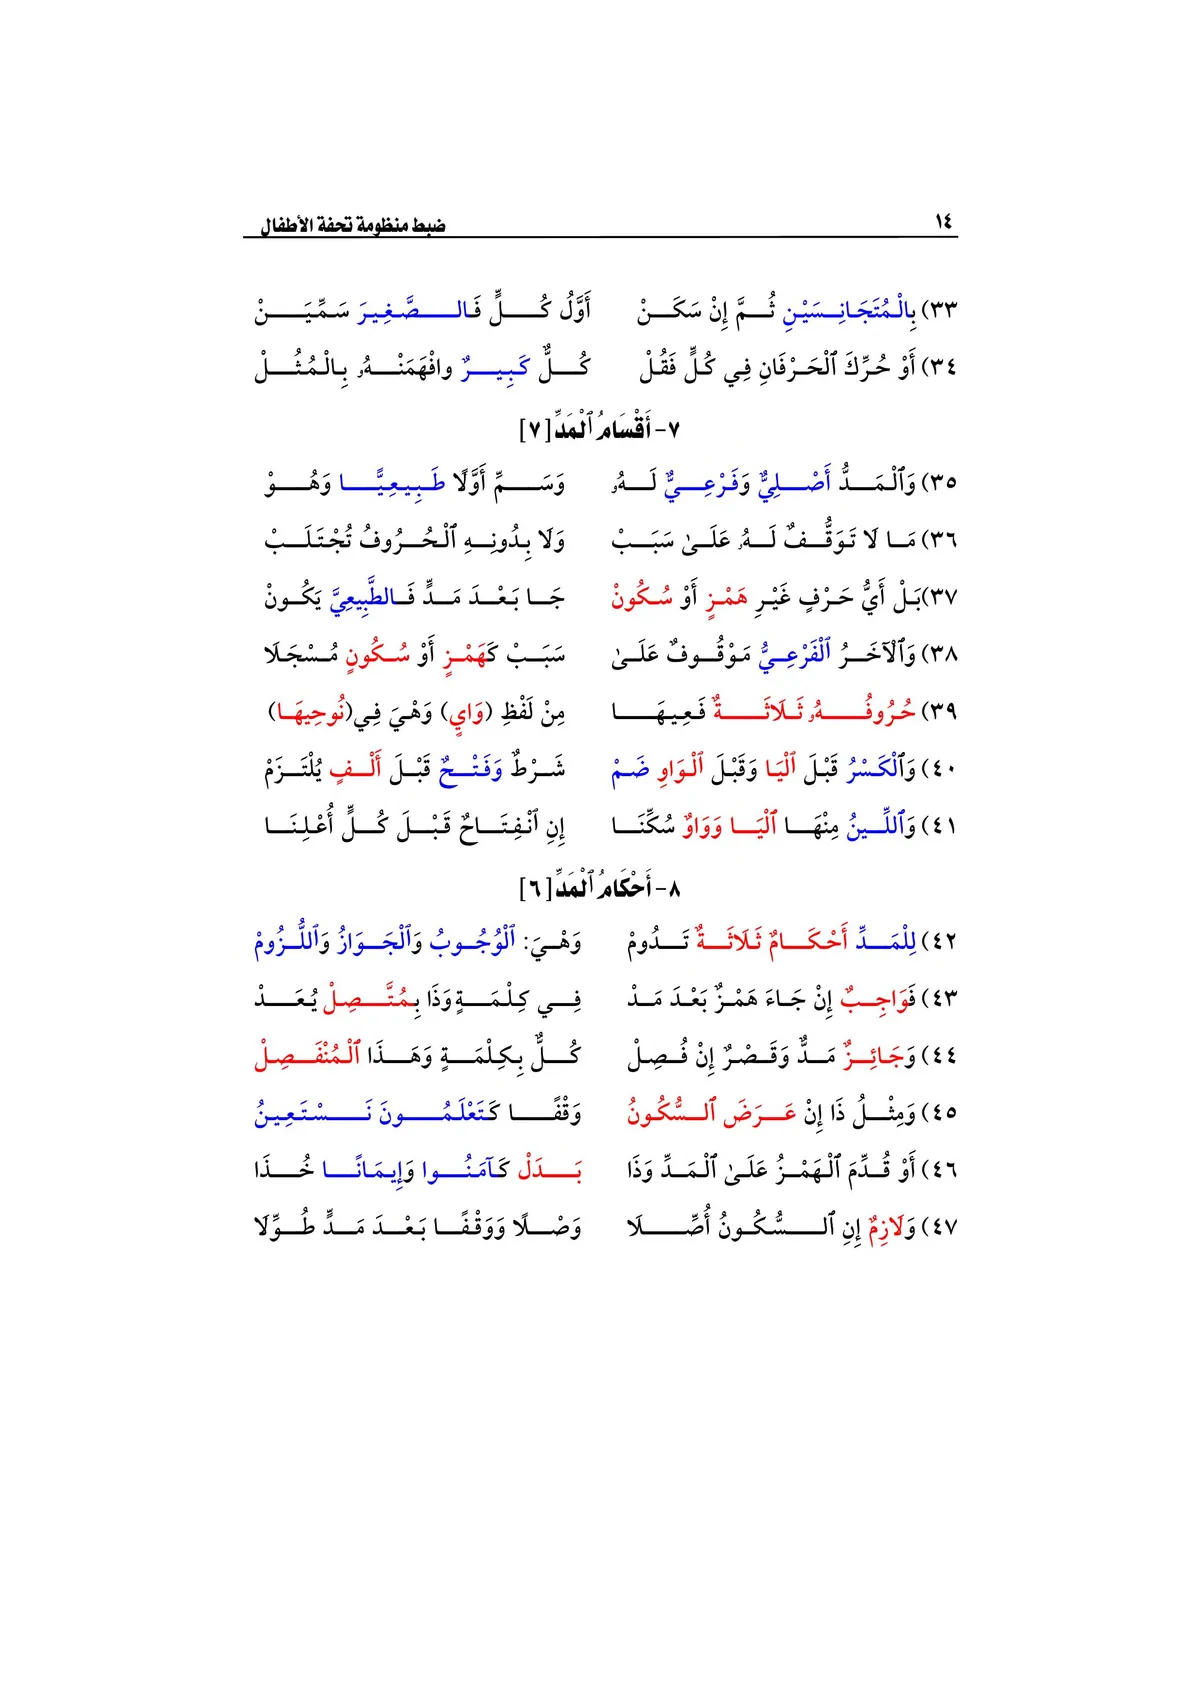 ١٤ ضبط منظومة تحفة الأطفال
٣٣) بِالْمُتَجَانِسَيْنِ ثُمَّ إِنْ سَكَنْ أَوَّلُ كُلٍّ فَالصَّغِيرَ سَمِّيَنْ
٣٤) أَوْ حُرِّكَ ٱلْحَرْفَانِ فِي كُلٍّ فَقُلْ كُلٌّ كَبِيرٌ وافْهَمَنْهُۥ بِالْمُثُلْ
٧- أَقْسَامُ ٱلْمَدِّ [٧]
٣٥) وَٱلْمَدُّ أَصْلِيٌّ وَفَرْعِيٌّ لَهُۥ وَسَمِّ أَوَّلًا طَبِيعِيًّا وَهُوْ
٣٦) مَا لَا تَوَقُّفٌ لَهُۥ عَلَىٰ سَبَبْ وَلَا بِدُونِهِ ٱلْحُرُوفُ تُجْتَلَبْ
٣٧)بَلْ أَيُّ حَرْفٍ غَيْرِ هَمْزٍ أَوْ سُكُونْ جَا بَعْدَ مَدٍّ فَالطَّبِيعِيَّ يَكُونْ
٣٨) وَٱلْآخَرُ ٱلْفَرْعِيُّ مَوْقُوفٌ عَلَىٰ سَبَبْ كَهَمْزٍ أَوْ سُكُونٍ مُسْجَلَا
٣٩) حُرُوفُهُۥ ثَلَاثَةٌ فَعِيهَا مِنْ لَفْظِ (وَايٍ) وَهْيَ فِي(نُوحِيهَا)
٤٠) وَٱلْكَسْرُ قَبْلَ ٱلْيَا وَقَبْلَ ٱلْوَاوِ ضَمْ شَرْطٌ وَفَتْحٌ قَبْلَ أَلْفٍ يُلْتَزَمْ
٤١) وَٱللِّينُ مِنْهَا ٱلْيَا وَوَاوٌ سُكِّنَا إِنِ ٱنْفِتَاحٌ قَبْلَ كُلٍّ أُعْلِنَا
٨- أَحْكَامُ ٱلْمَدِّ [٦]
٤٢) لِلْمَدِّ أَحْكَامٌ ثَلَاثَةٌ تَدُومْ وَهْيَ: ٱلْوُجُوبُ وَٱلْجَوَازُ وَٱللُّزُومْ
٤٣) فَوَاجِبٌ إِنْ جَاءَ هَمْزٌ بَعْدَ مَدْ فِي كِلْمَةٍ وَذَا بِمُتَّصِلْ يُعَدْ
٤٤) وَجَائِزٌ مَدٌّ وَقَصْرٌ إِنْ فُصِلْ كُلٌّ بِكِلْمَةٍ وَهَذَا ٱلْمُنْفَصِلْ
٤٥) وَمِثْلُ ذَا إِنْ عَرَضَ ٱلسُّكُونُ وَقْفًا كَتَعْلَمُونَ نَسْتَعِينُ
٤٦) أَوْ قُدِّمَ ٱلْهَمْزُ عَلَىٰ ٱلْمَدِّ وَذَا بَدَلْ كَآمَنُوا وَإِيمَانًا خُذَا
٤٧) وَلَازِمٌ إِنِ ٱلسُّكُونُ أُصِّلَا وَصْلًا وَوَقْفًا بَعْدَ مَدٍّ طُوِّلَا